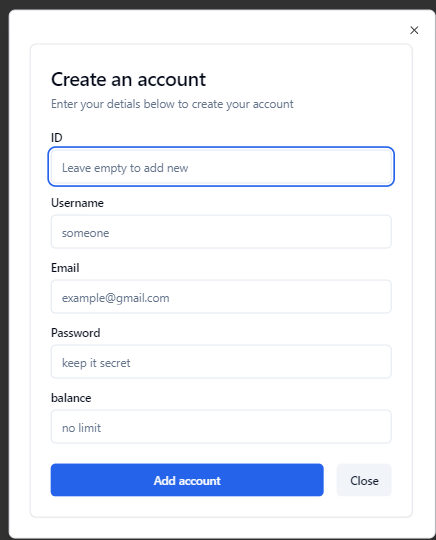 Create an account
Enter your detials below to create your account
ID
Leave empty to add new
Username
someone
Email
example@gmail.com
Password
keep it secret
balance
no limit
Add account
Close